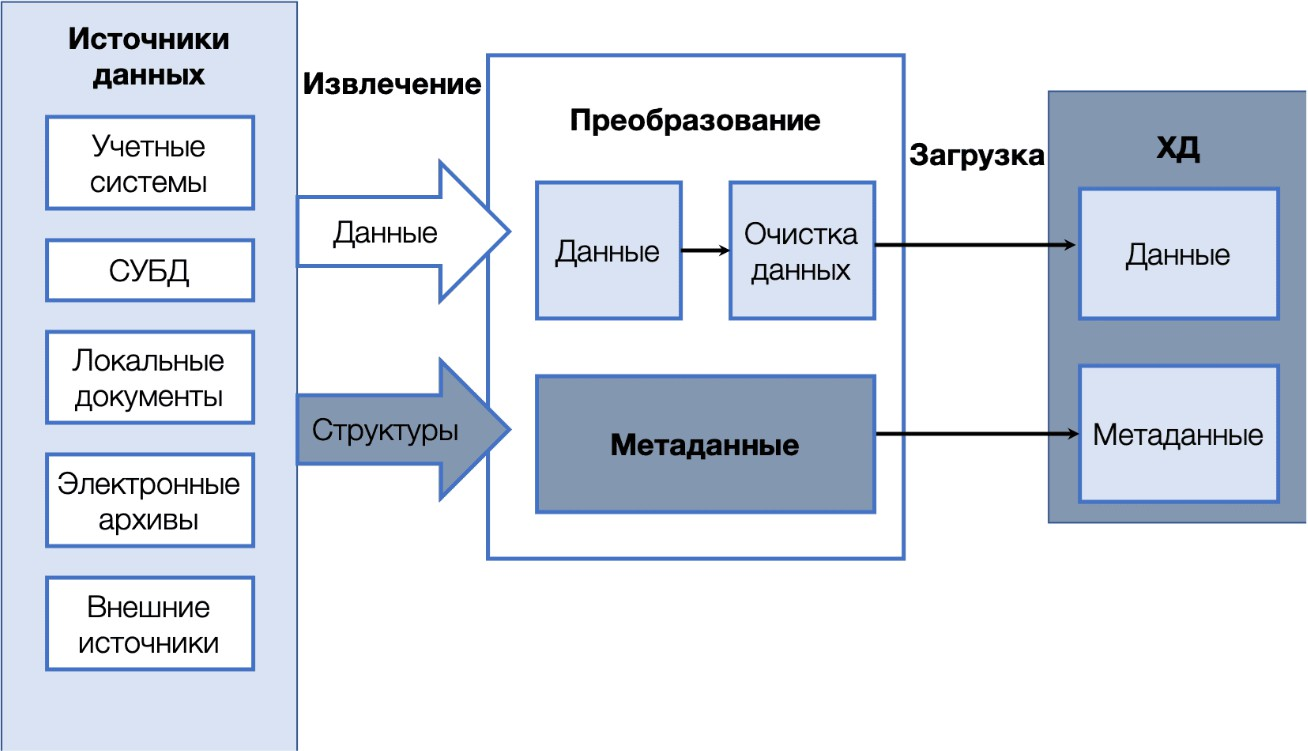 Источники
данных
Учетные
системы
СУБД
Локальные
документы
Электронные
архивы
Внешние
источники
Извлечение
Данные
Структуры
Преобразование
Данные
Очистка
данных
Метаданные
Загрузка
ХД
Данные
Метаданные